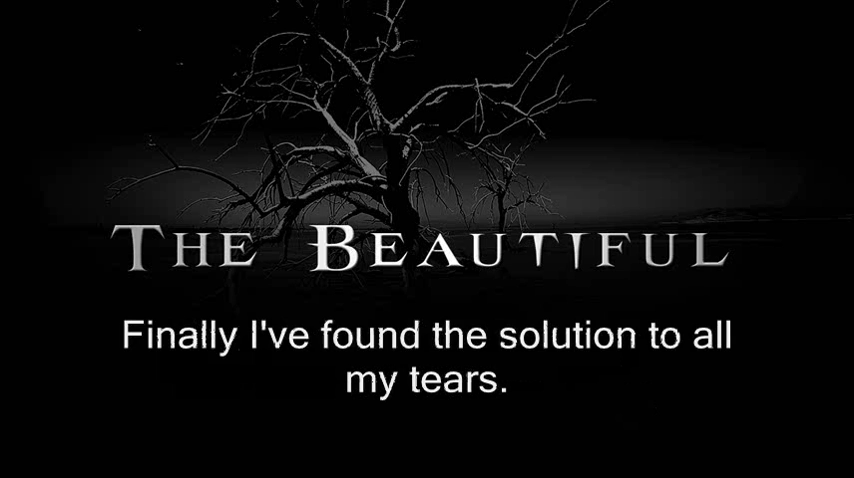 THE BEAUTIFUL
Finally I've found the solution to all
my tears.